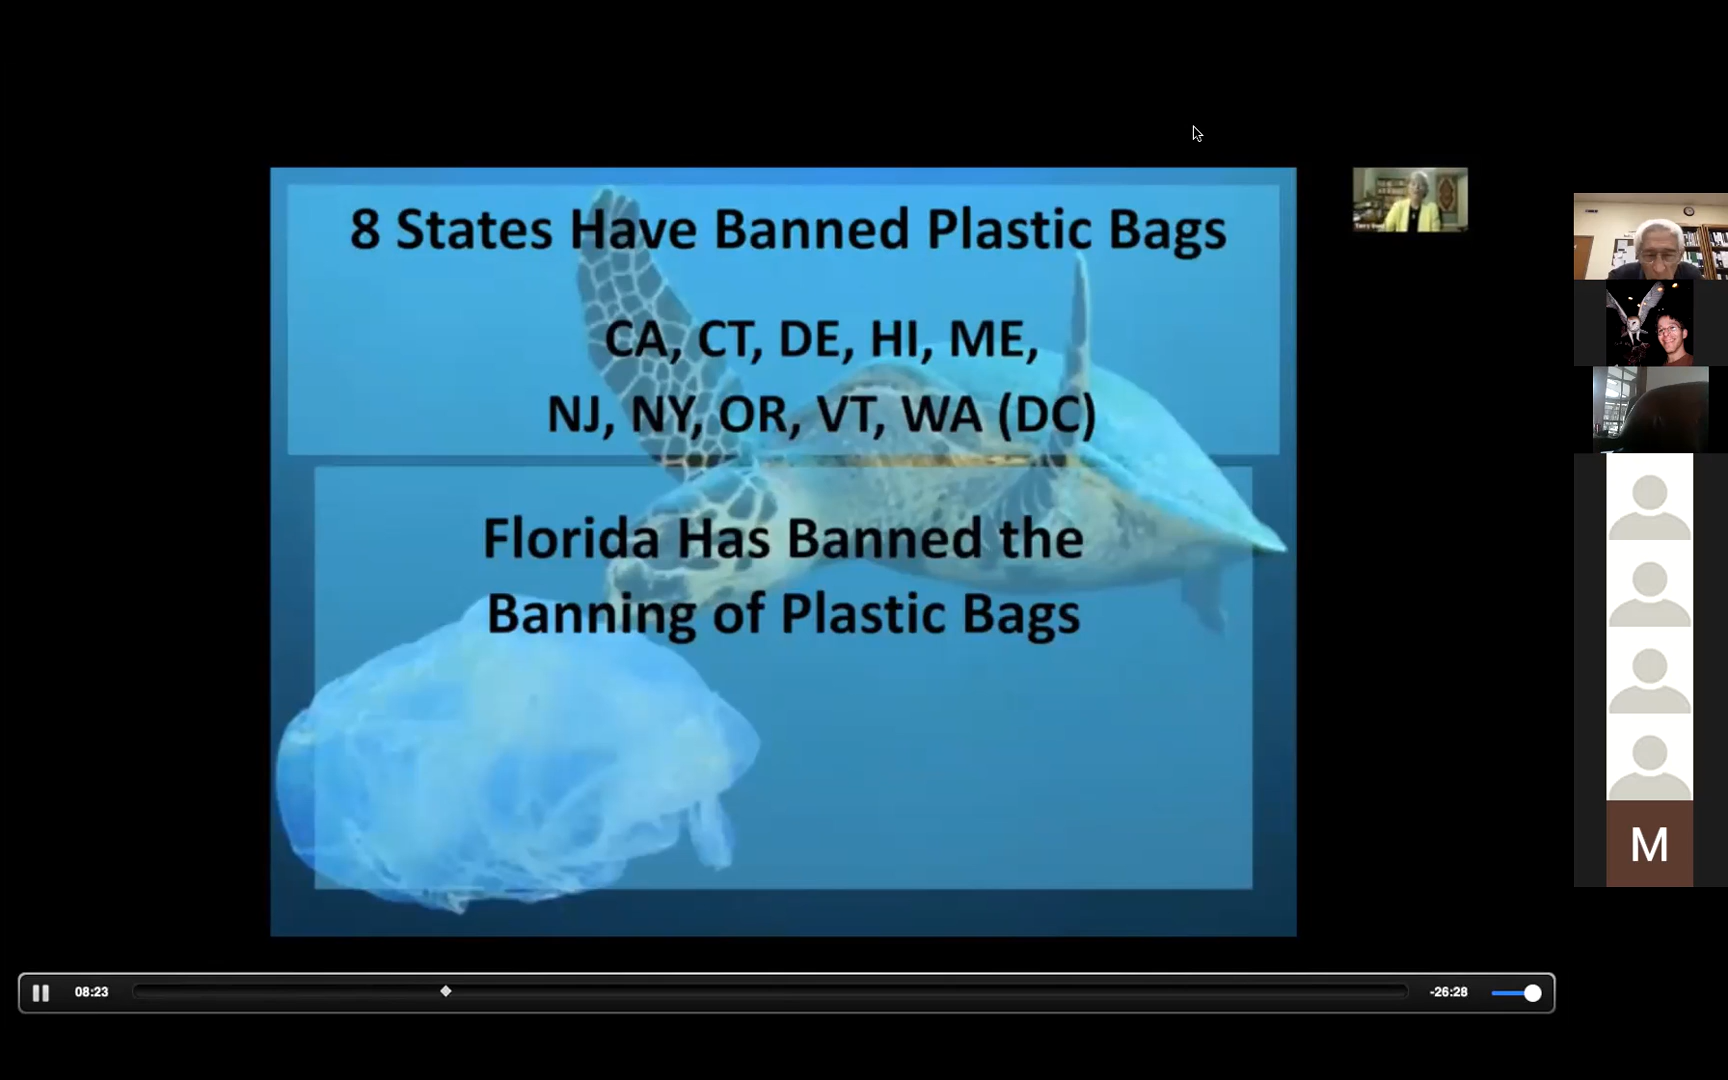 8 States Have Banned Plastic Bags
CA, CT, DE, HI, ME,
NJ, NY, OR, VT, WA (DC)
Florida Has Banned the
Banning of Plastic Bags
M
08:23
-26:28